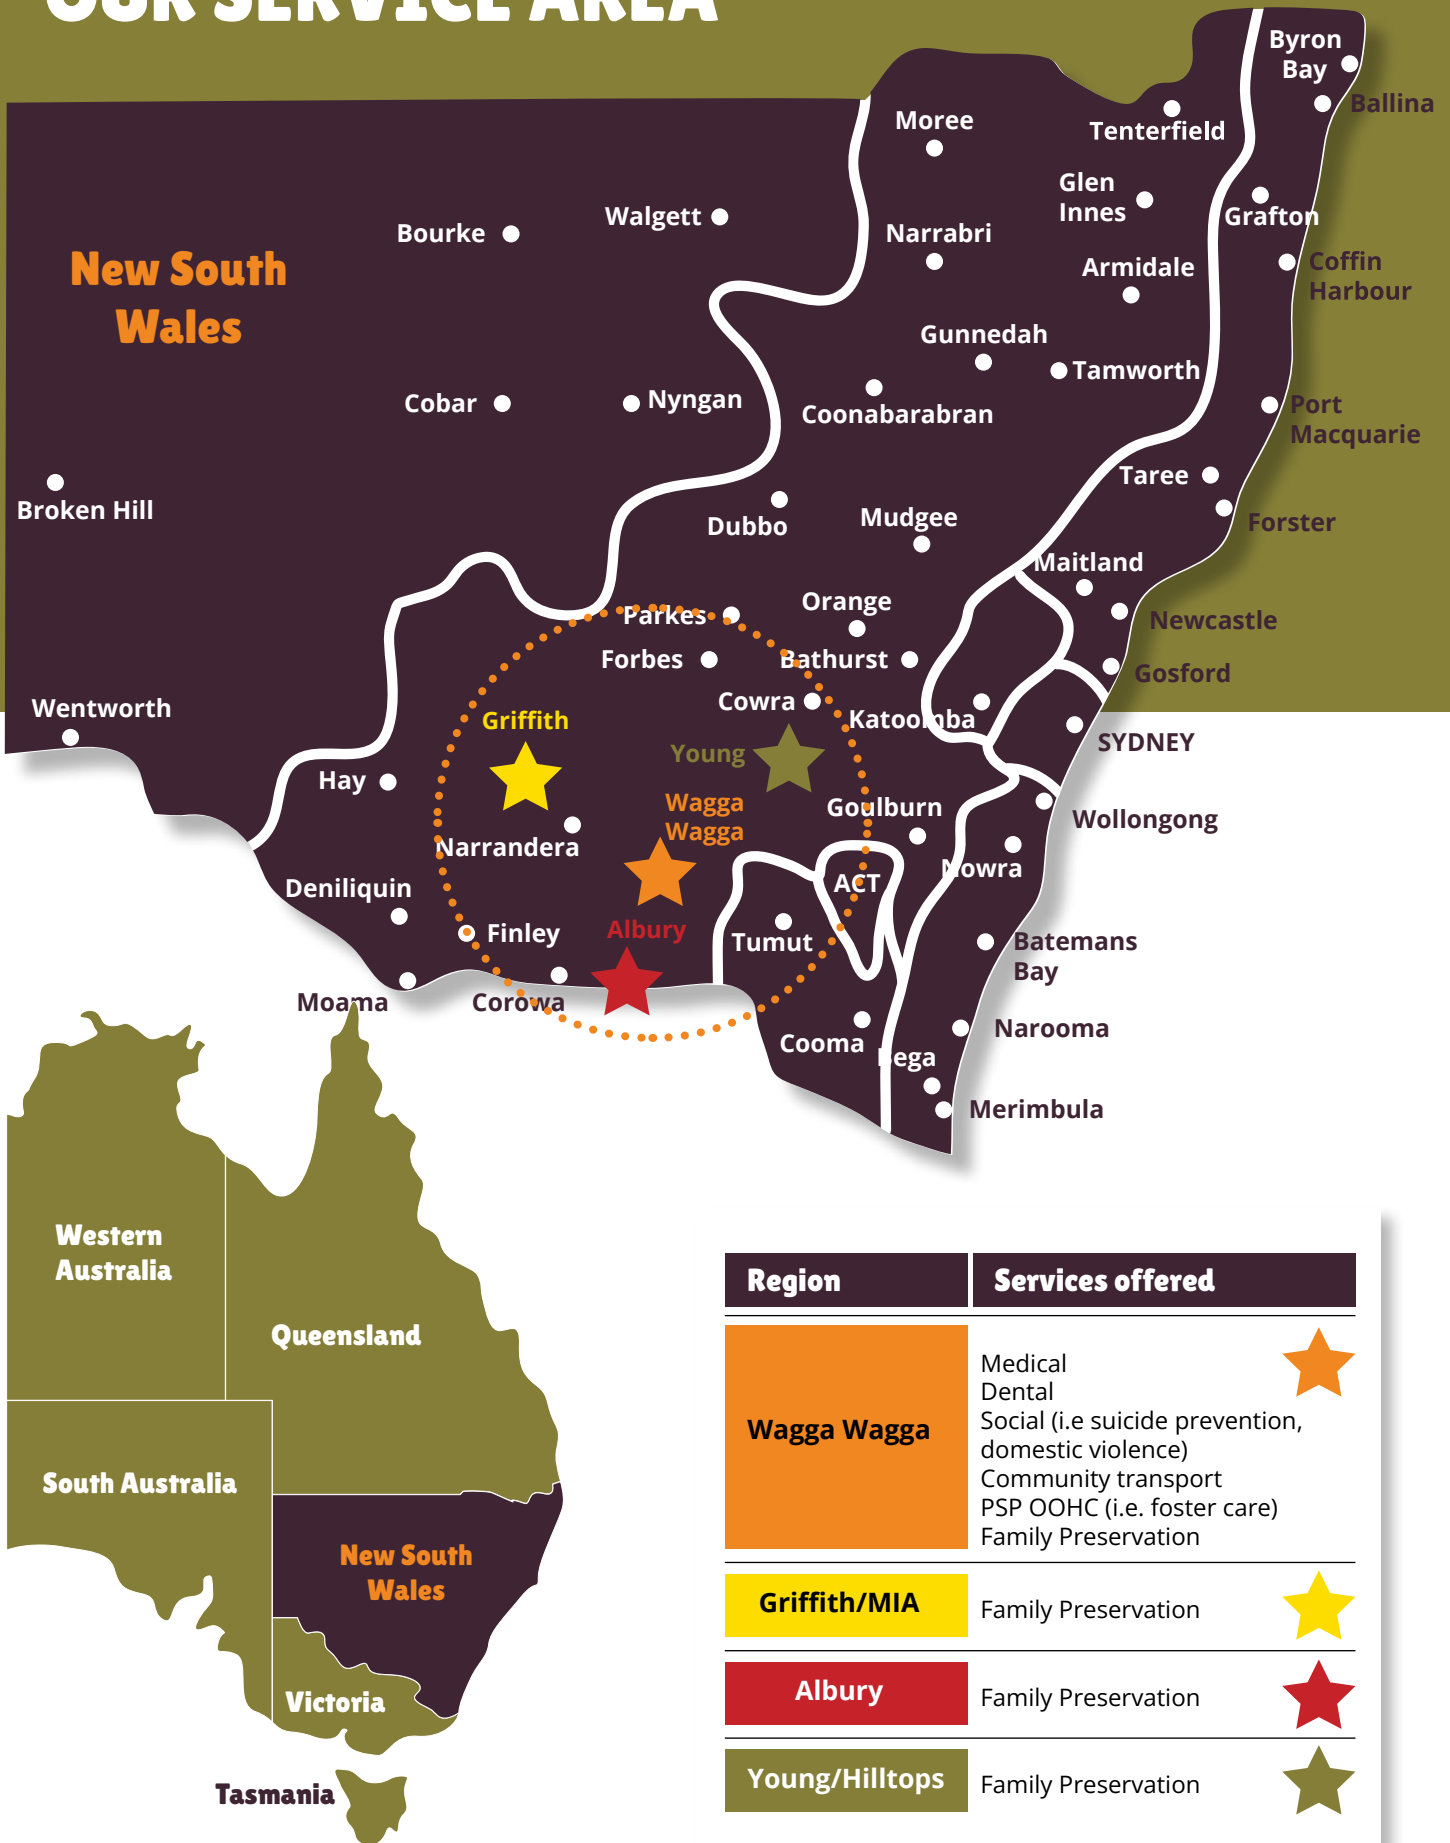 OUR SERVICE AREA
Byron
Bay
Ballina
Moree
Tenterfield
Glen
Innes
Grafton
Walgett
Bourke
Narrabri
New South
Wales
Armidale
Coffin
Harbour
Gunnedah
Tamworth
Cobar
Nyngan
Coonabarabran
Port
Macquarie
Taree
Broken Hill
Dubbo
Mudgee
Forster
Maitland
Orange
Parkes
Newcastle
Forbes
Bathurst
Gosford
Cowra
Wentworth
Griffith
Katoomba
SYDNEY
Young
Hay
Wagga
Wagga
Goulburn
Wollongong
Narrandera
Nowra
Deniliquin
ACT
Finley
Albury
Tumut
Batemans
Bay
Moama
Corowa
Narooma
Cooma
Bega
Merimbula
Western
Australia
Queensland
South Australia
New South
Wales
Victoria
Tasmania
Region
Services offered
Wagga Wagga
Medical
Dental
Social (i.e suicide prevention,
domestic violence)
Community transport
PSP OOHC (i.e. foster care)
Family Preservation
Griffith/MIA
Family Preservation
Albury
Family Preservation
Young/Hilltops
Family Preservation